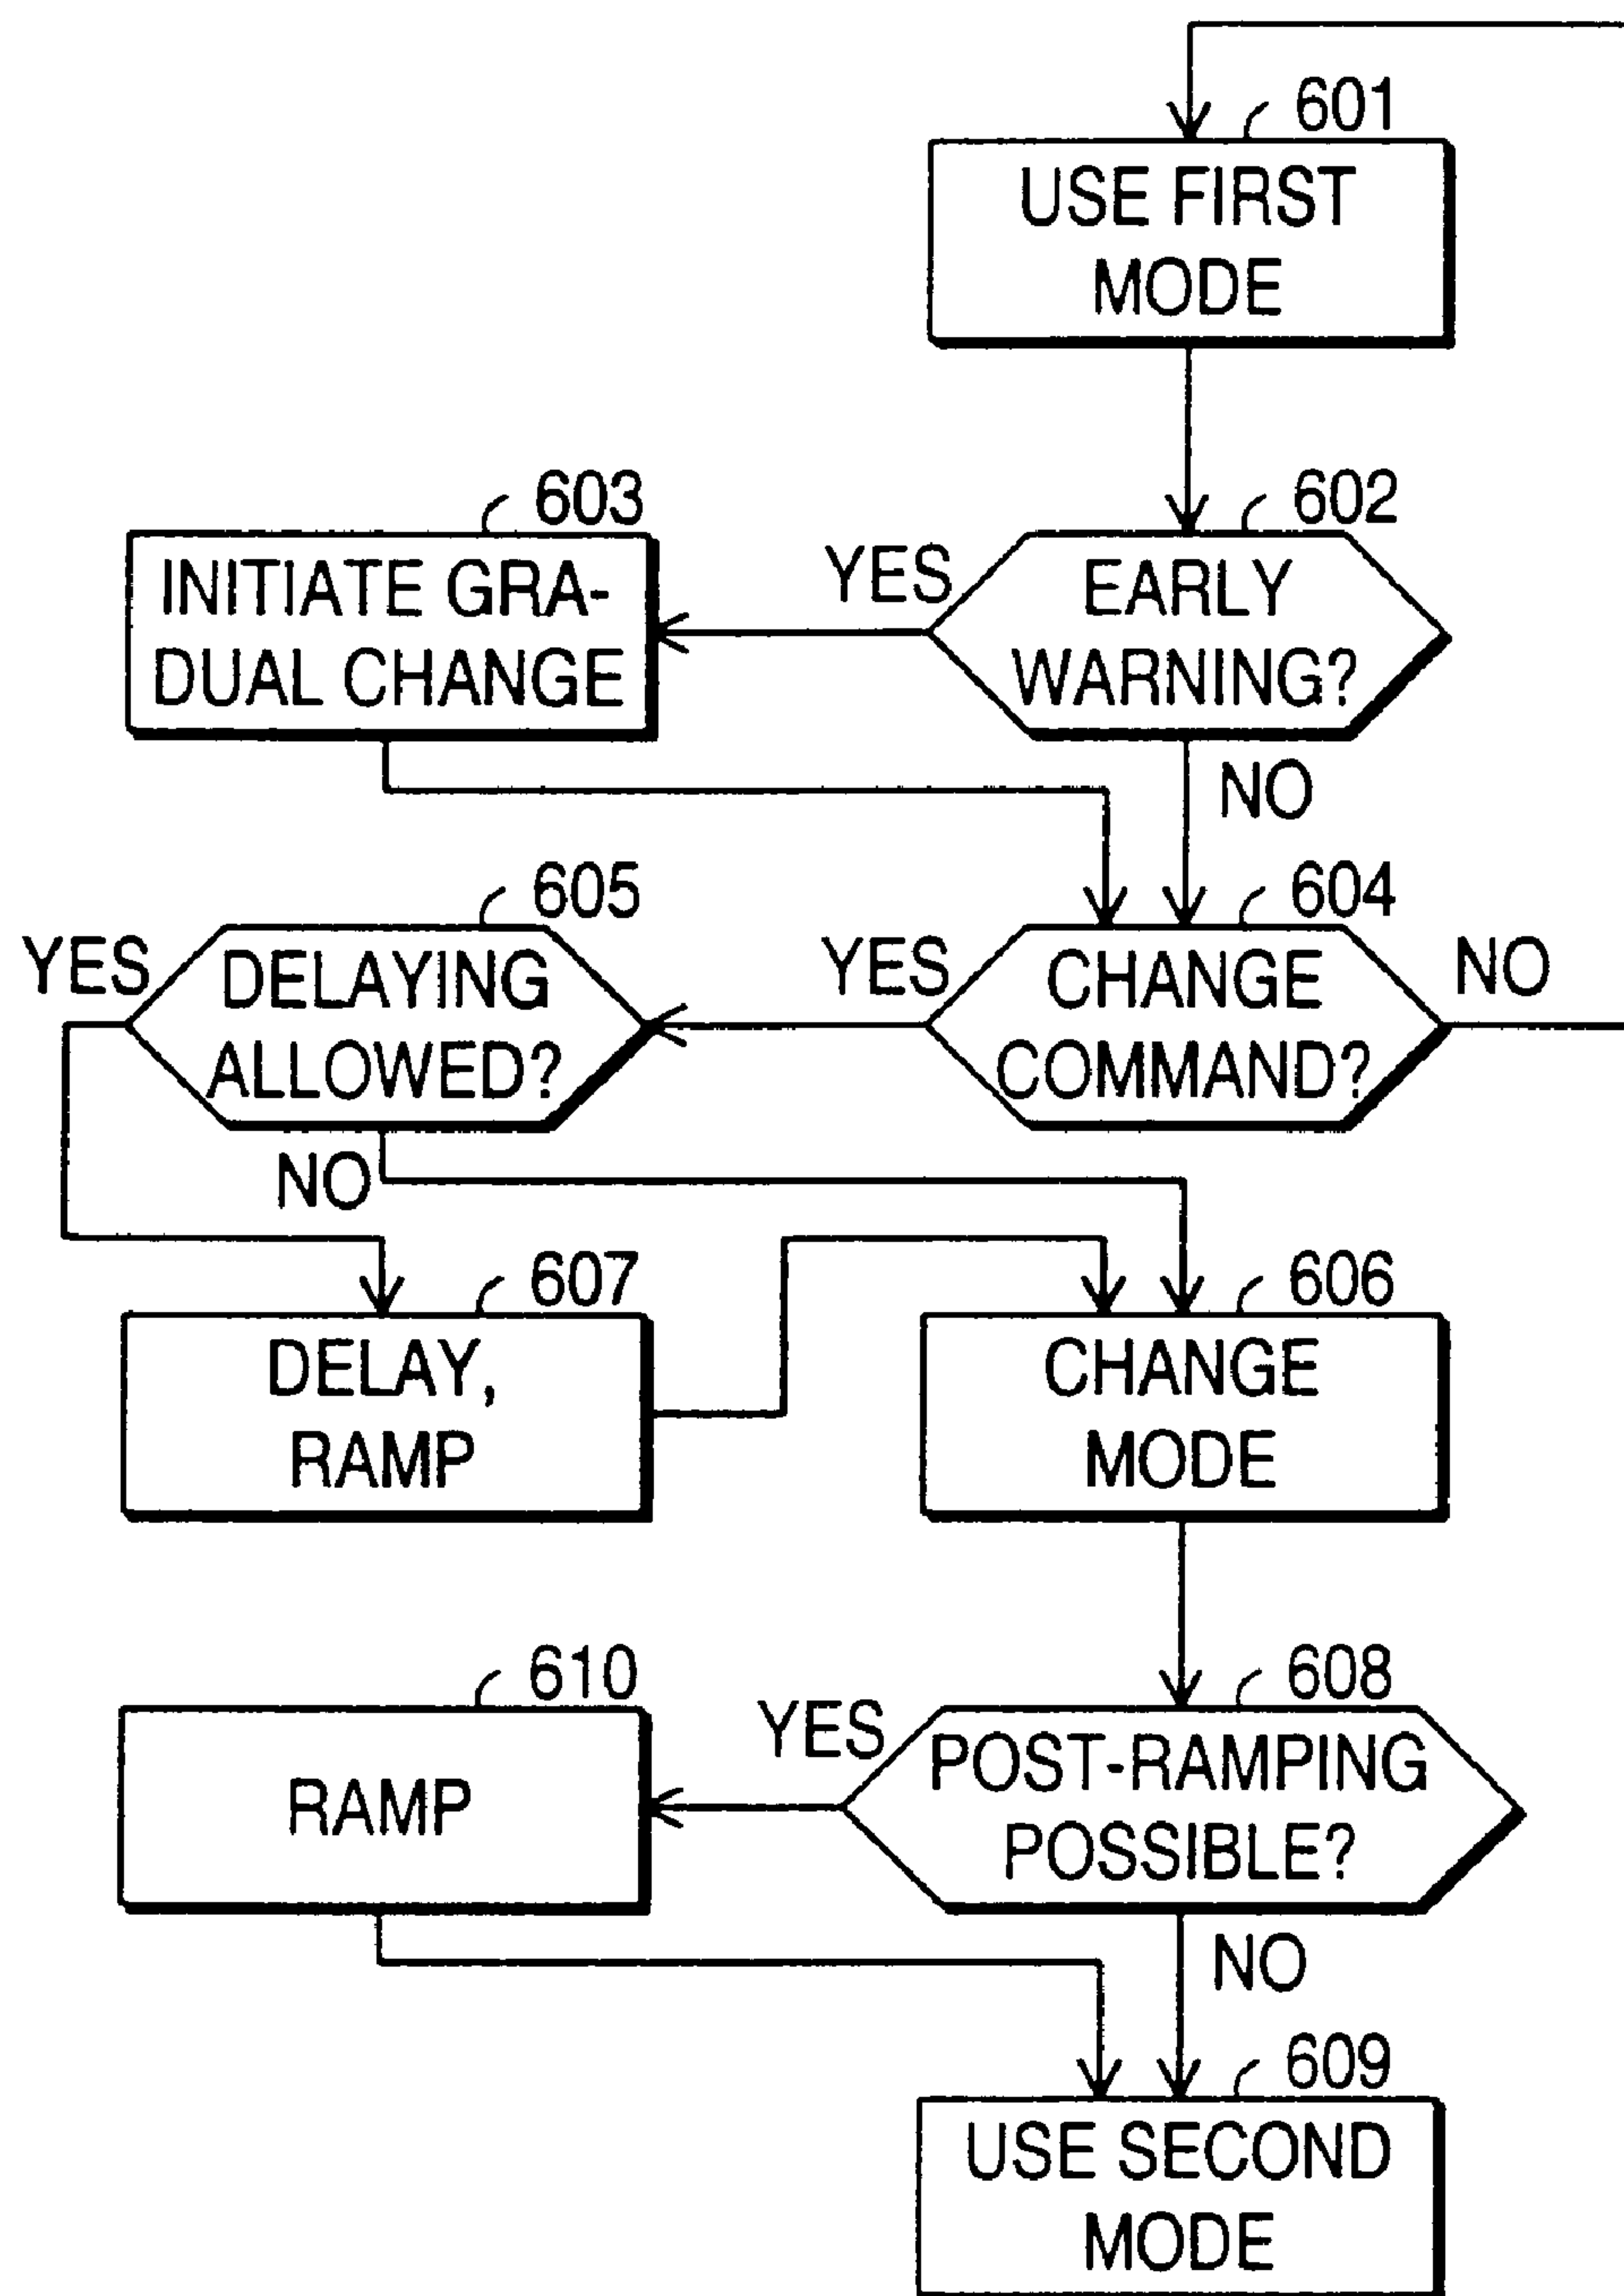 601
USE FIRST
MODE
603
602
INITIATE GRA-
DUAL CHANGE
YES
EARLY
WARNING?
NO
605
604
YES
DELAYING
ALLOWED?
YES
CHANGE
COMMAND?
NO
NO
607
606
DELAY,
RAMP
CHANGE
MODE
610
608
RAMP
YES
POST-RAMPING
POSSIBLE?
NO
609
USE SECOND
MODE